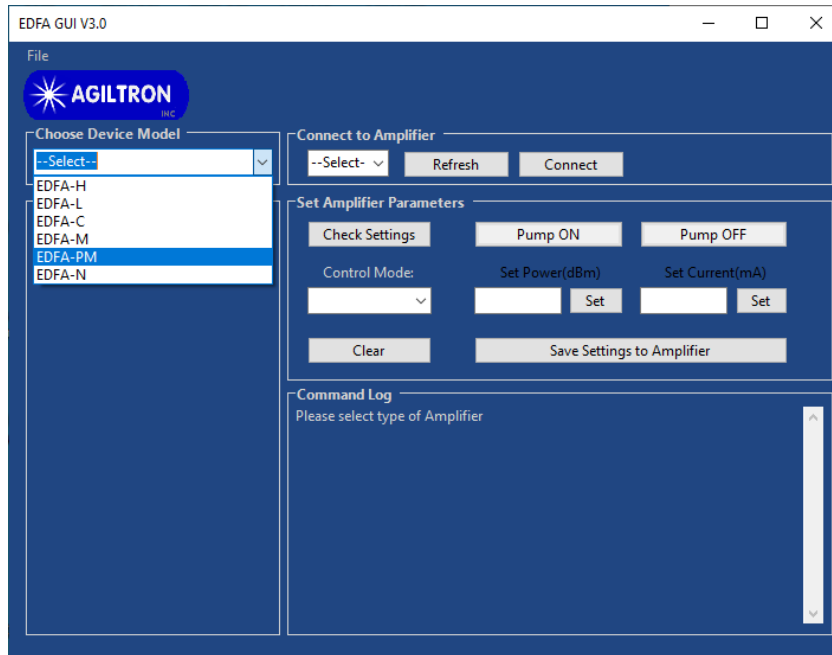 EDFA GUI V3.0
File
AGILTRON
INC
Choose Device Model
--Select--
EDFA-H
EDFA-L
EDFA-C
EDFA-M
EDFA-PM
EDFA-N
Connect to Amplifier
--Select-
Refresh
Connect
Set Amplifier Parameters
Check Settings
Pump ON
Pump OFF
Control Mode:
Set Power(dBm)
Set Current(mA)
Set
Set
Clear
Save Settings to Amplifier
Command Log
Please select type of Amplifier